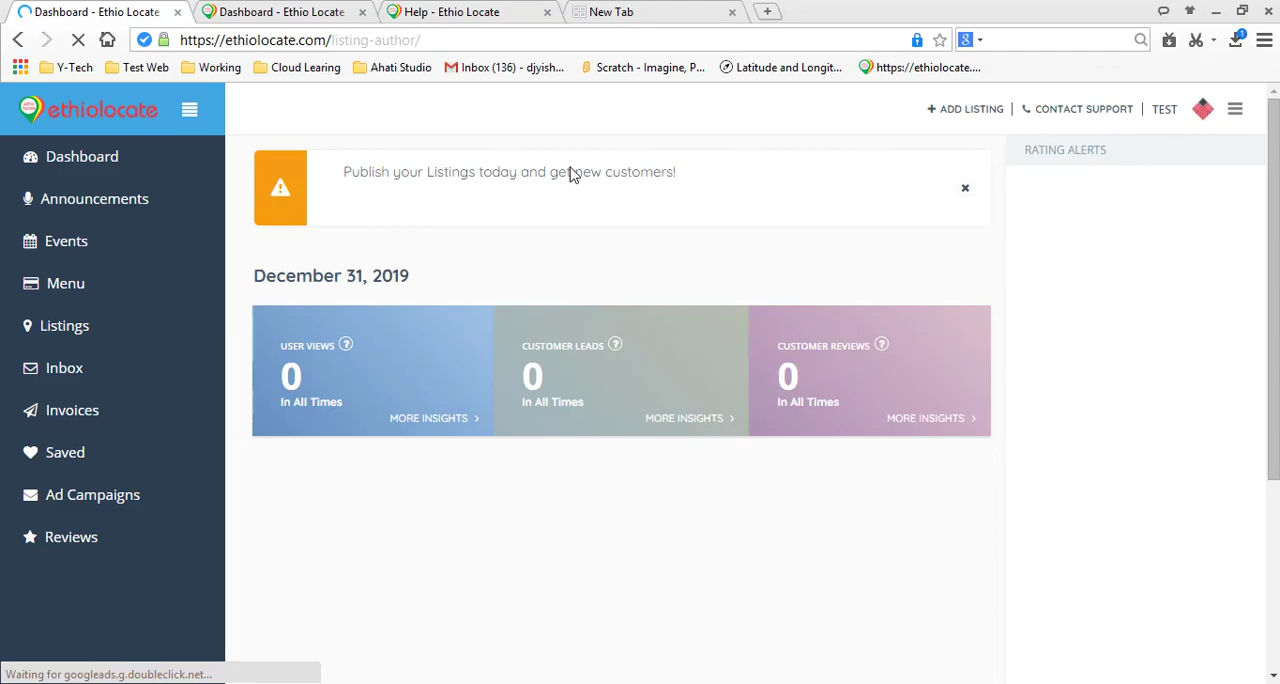 Dashboard - Ethio Locate
Dashboard - Ethio Locate
Help - Ethio Locate
New Tab
https://ethiolocate.com/listing-author/
Y-Tech
Test Web
Working
Cloud Learing
Ahati Studio
Inbox (136) - djyish...
Scratch - Imagine, P...
Latitude and Longit...
https://ethiolocate....
ethiolocate
+ ADD LISTING
CONTACT SUPPORT
TEST
Dashboard
Announcements
Events
Menu
Listings
Inbox
Invoices
Saved
Ad Campaigns
Reviews
Publish your Listings today and get new customers!
RATING ALERTS
December 31, 2019
USER VIEWS ?
0
In All Times
MORE INSIGHTS >
CUSTOMER LEADS ?
0
In All Times
MORE INSIGHTS >
CUSTOMER REVIEWS ?
0
In All Times
MORE INSIGHTS >
Waiting for googleads.g.doubleclick.net...